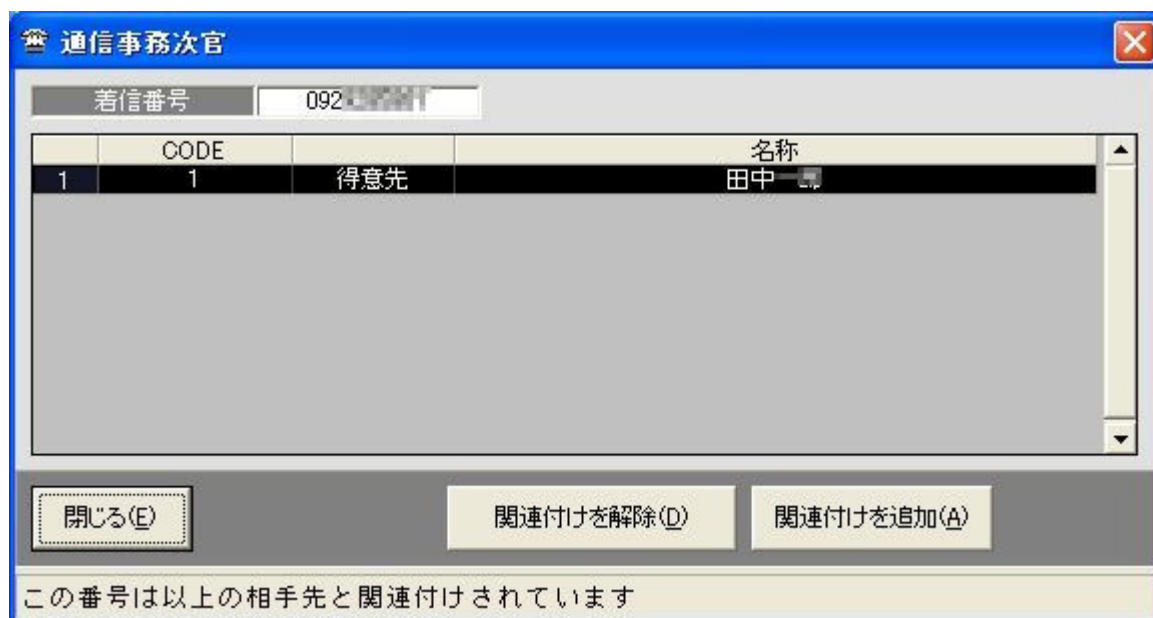 通信事務次官
着信番号 092
CODE 名称
1 1 得意先 田中一
閉じる(E) 関連付けを解除(D) 関連付けを追加(A)
この番号は以上の相手先と関連付けされています